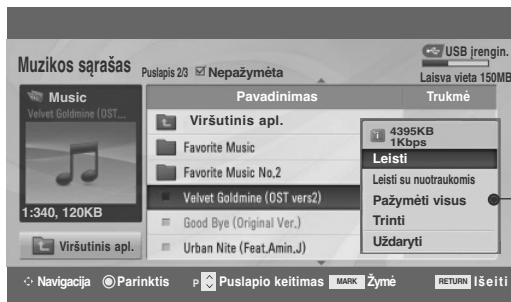 USB įrengin.
Muzikos sąrašas
Puslapis 2/3 Nepažymėta
Laisva vieta 150MB
Music
Velvet Goldmine (OST...
Pavadinimas
Trukmė
Viršutinis apl.
Favorite Music
Favorite Music No,2
Velvet Goldmine (OST vers2)
Good Bye (Original Ver,)
Urban Nite (Feat,Amin,J)
4395KB
1Kbps
Leisti
Leisti su nuotraukomis
Pažymėti visus
Trinti
Uždaryti
1:340, 120KB
Viršutinis apl.
Navigacija Parinktis P Puslapio keitimas MARK Žymė RETURN Išeiti